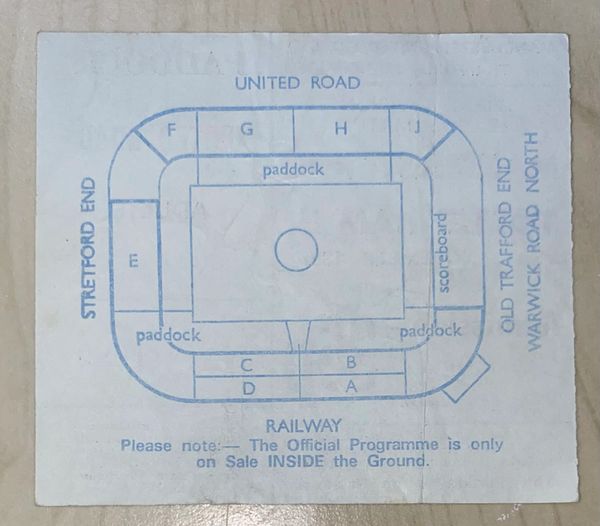 UNITED ROAD
F G H J
paddock
STRETFORD END
E
scoreboard
OLD TRAFFORD END
WARWICK ROAD NORTH
paddock paddock
C B
D A
RAILWAY
Please note:— The Official Programme is only
on Sale INSIDE the Ground.